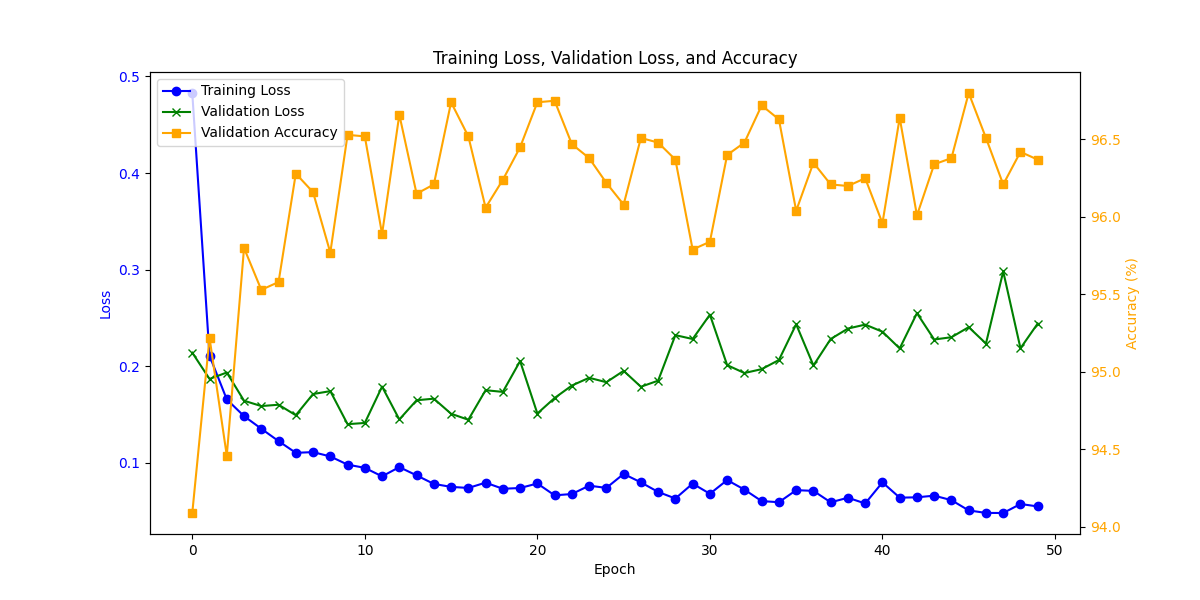 Training Loss, Validation Loss, and Accuracy
Training Loss
Validation Loss
Validation Accuracy
0.5
0.4
0.3
0.2
0.1
Loss
96.5
96.0
95.5
95.0
94.5
94.0
Accuracy (%)
0 10 20 30 40 50
Epoch